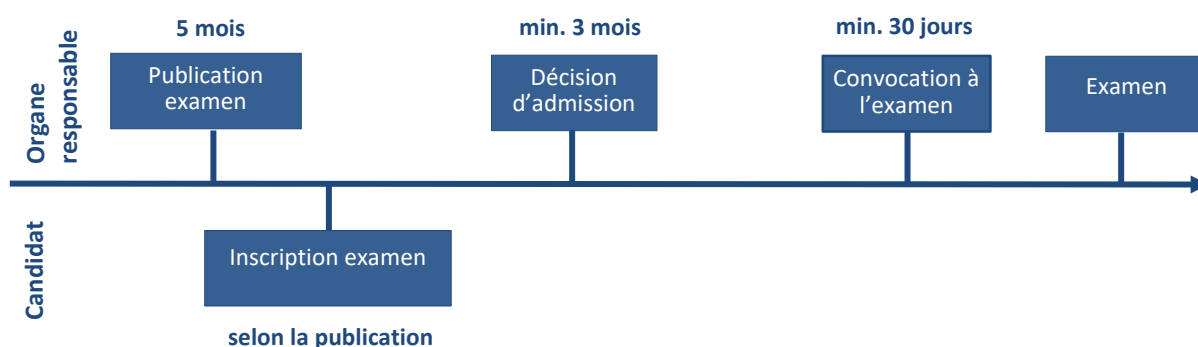 5 mois
min. 3 mois
min. 30 jours
Organe
responsable
Publication
examen
Décision
d’admission
Convocation à
l’examen
Examen
Candidat
Inscription examen
selon la publication